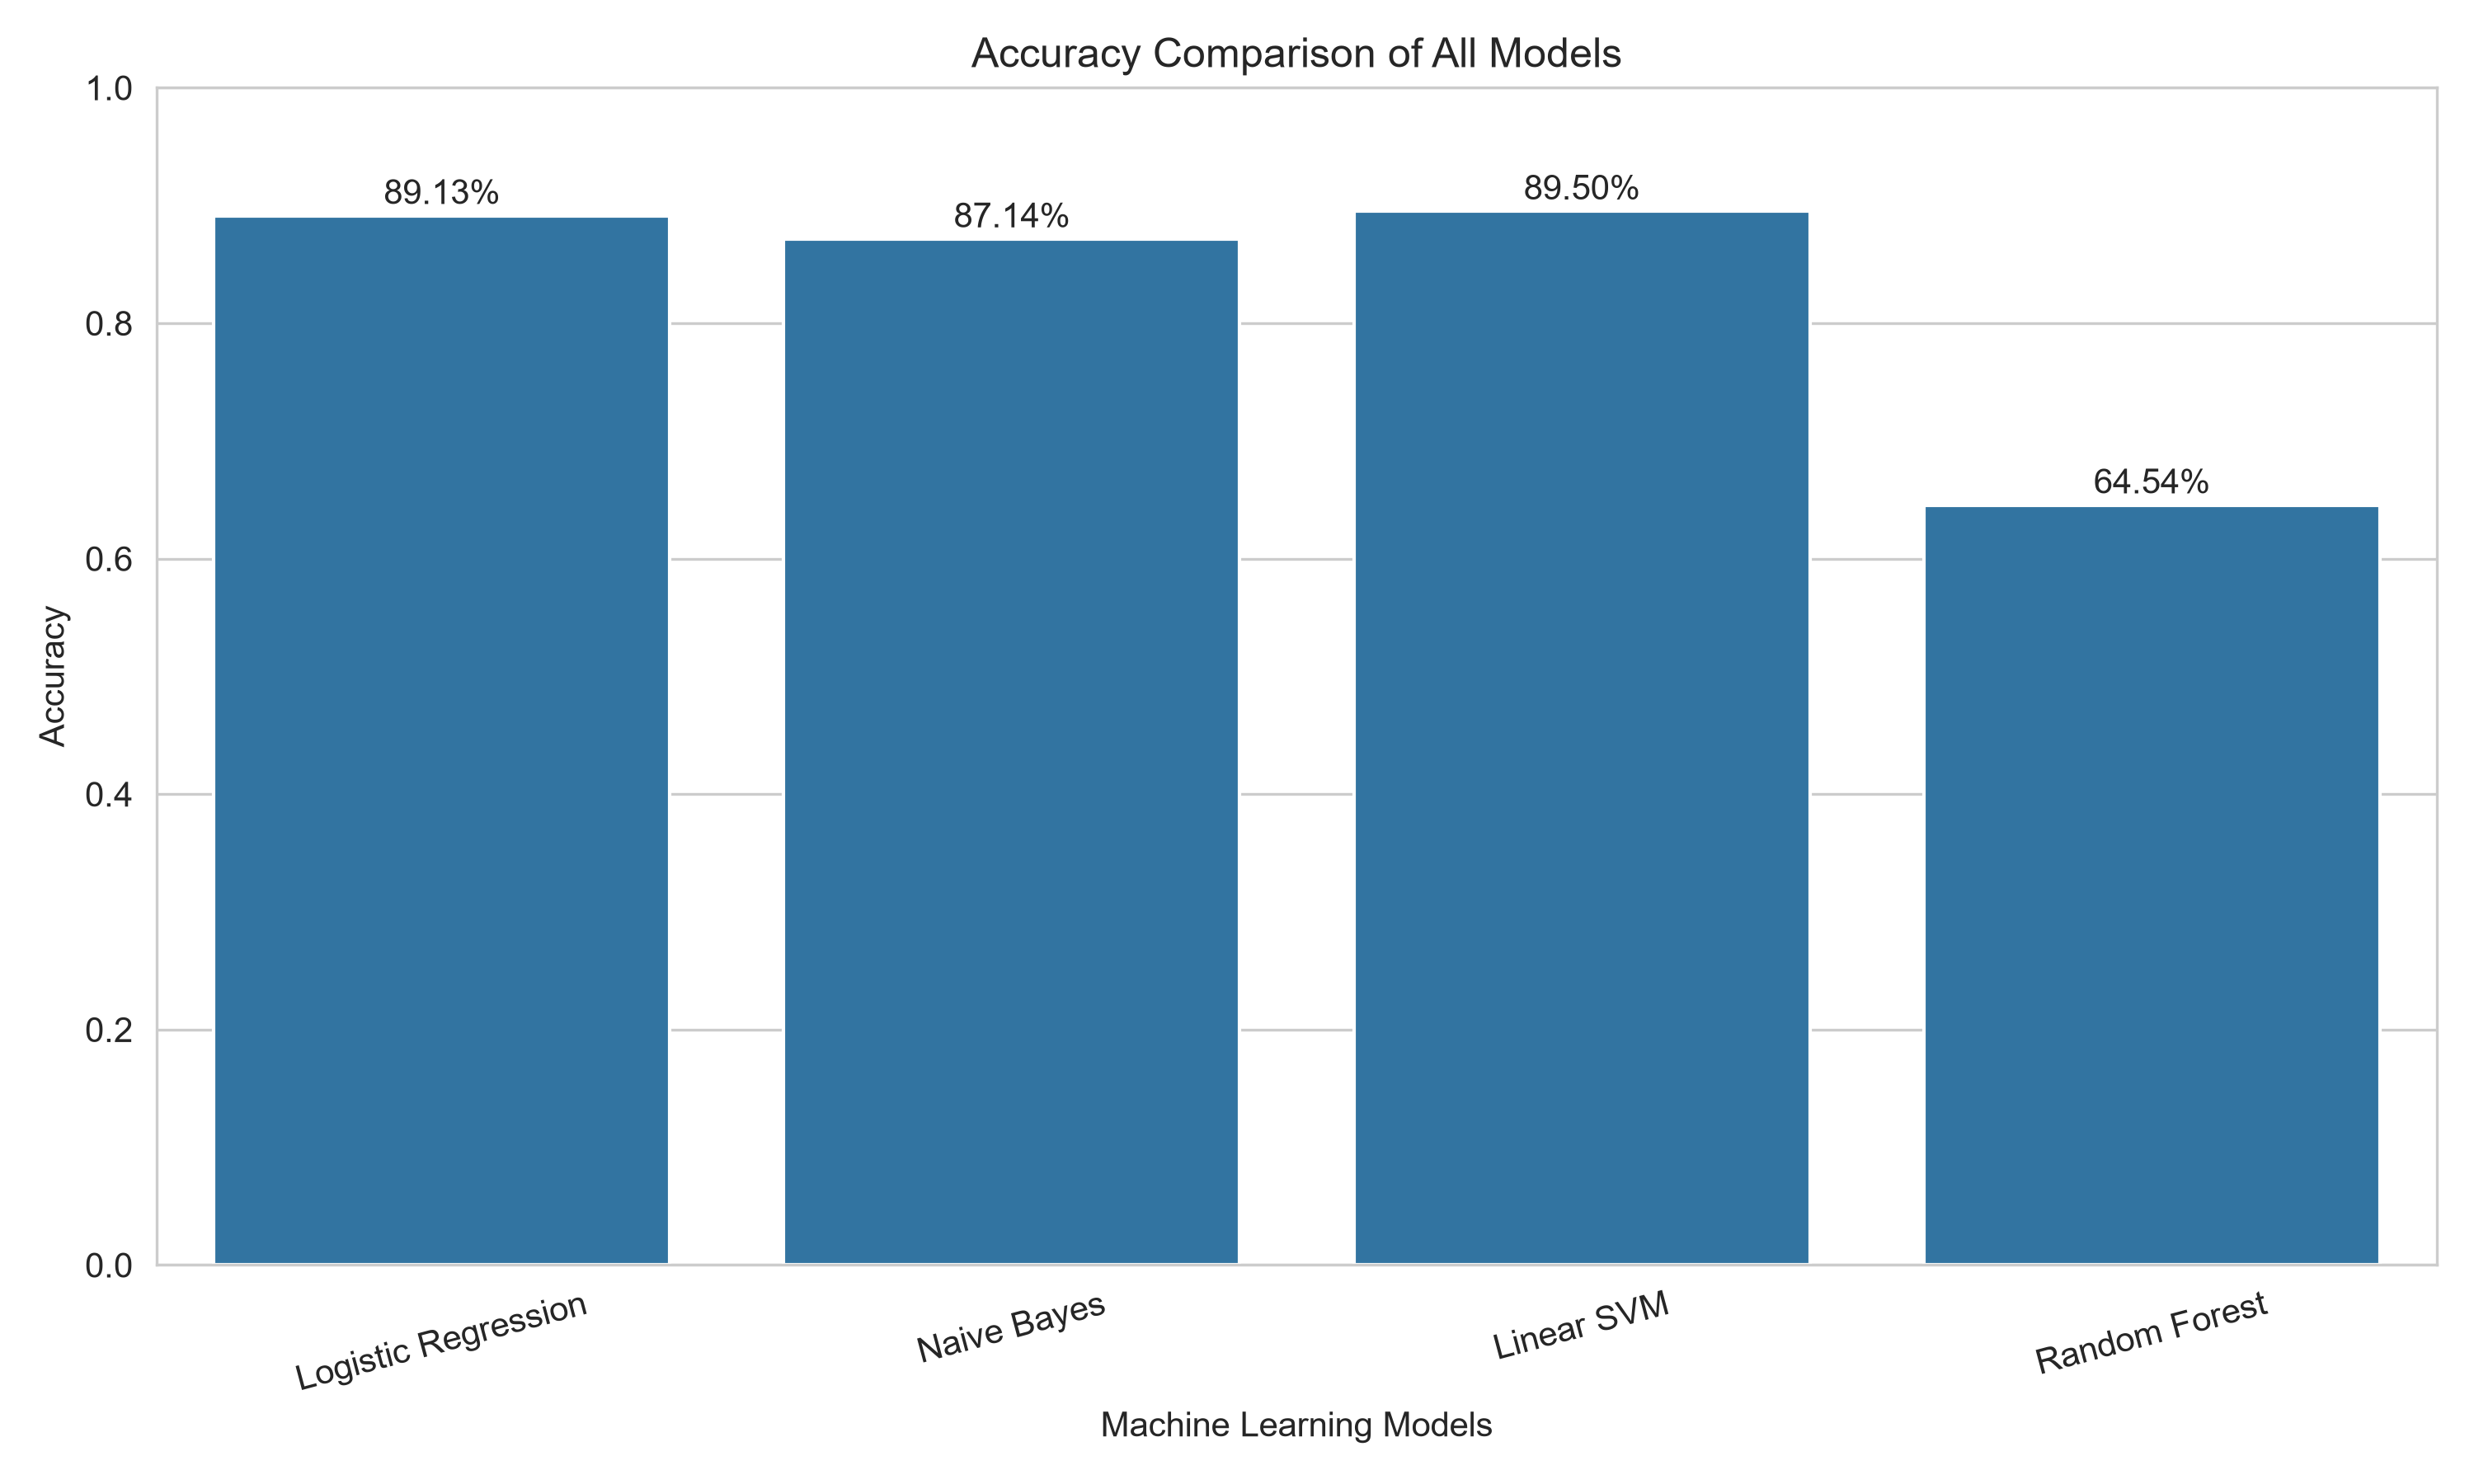 Accuracy Comparison of All Models
1.0
0.8
0.6
0.4
0.2
0.0
Accuracy
89.13%
87.14%
89.50%
64.54%
Logistic Regression
Naive Bayes
Linear SVM
Random Forest
Machine Learning Models